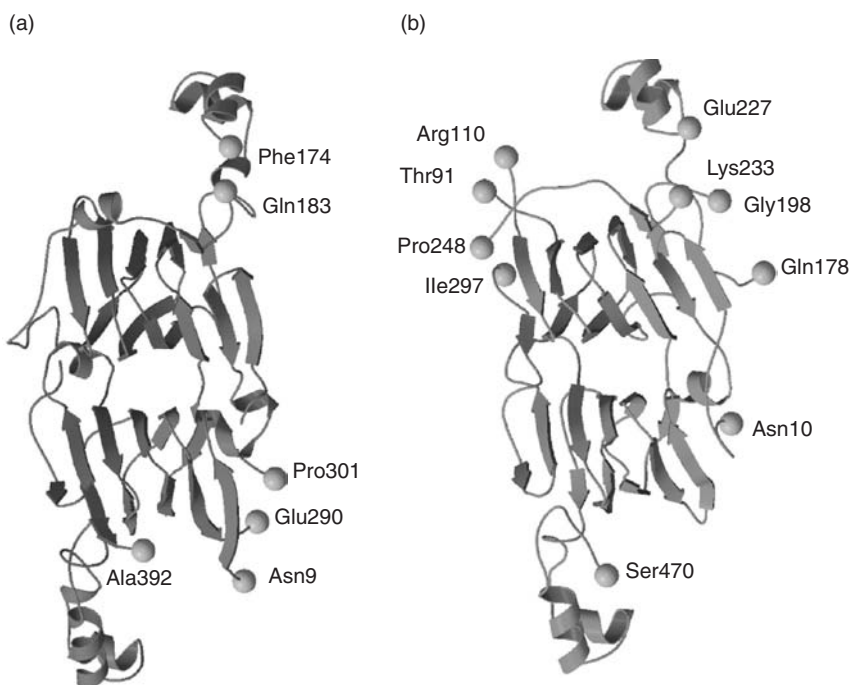 (a)
Phe174
Gln183
Pro301
Glu290
Asn9
Ala392
(b)
Glu227
Arg110
Lys233
Thr91
Gly198
Pro248
Gln178
Ile297
Asn10
Ser470